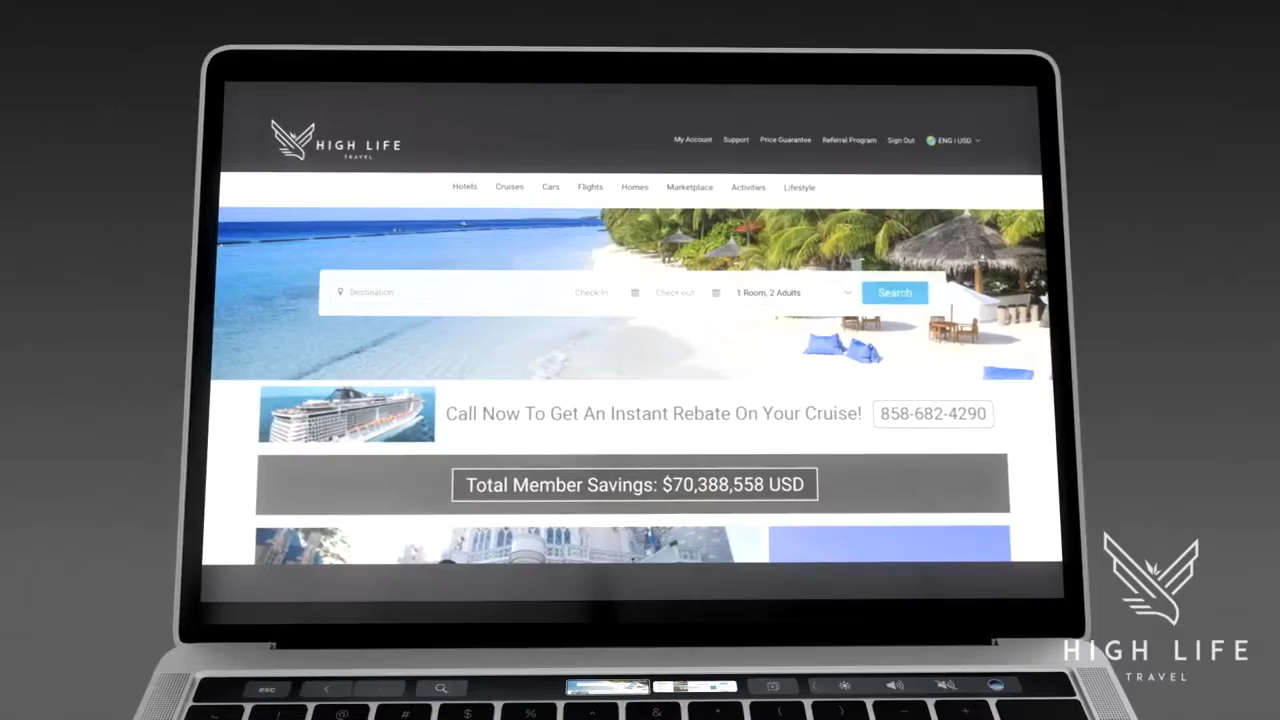 HIGH LIFE
TRAVEL
My Account Support Price Guarantee Referral Program Sign Out ENG | USD
Hotels Cruises Cars Flights Homes Marketplace Activities Lifestyle
Destination Check In Check out 1 Room, 2 Adults Search
Call Now To Get An Instant Rebate On Your Cruise! 858-682-4290
Total Member Savings: $70,388,558 USD
HIGH LIFE
TRAVEL
esc
~ ! @ # $ % ^ & * ( ) _ +